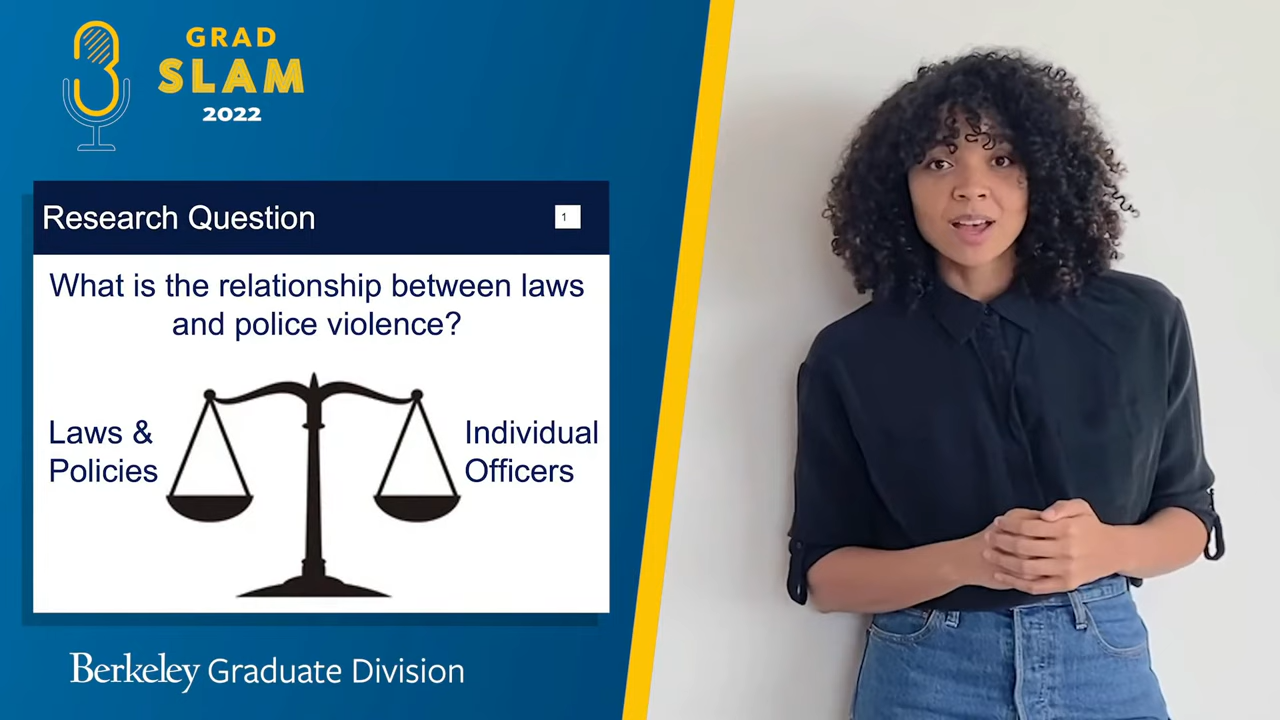 GRAD
SLAM
2022
Research Question
1
What is the relationship between laws
and police violence?
Laws &
Policies
Individual
Officers
Berkeley Graduate Division